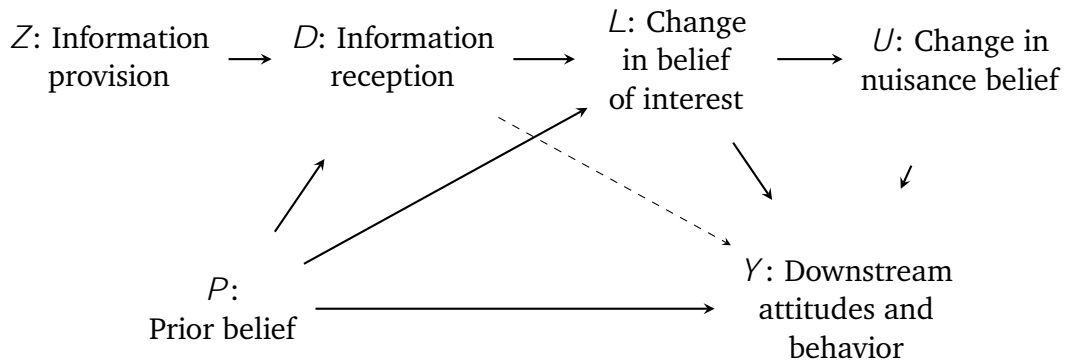 Z: Information
provision
D: Information
reception
L: Change
in belief
of interest
U: Change in
nuisance belief
P:
Prior belief
Y: Downstream
attitudes and
behavior